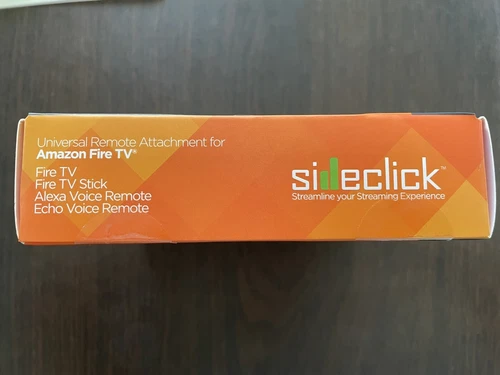 Universal Remote Attachment for
Amazon Fire TV®
Fire TV
Fire TV Stick
Alexa Voice Remote
Echo Voice Remote
sideclick™
Streamline your Streaming Experience